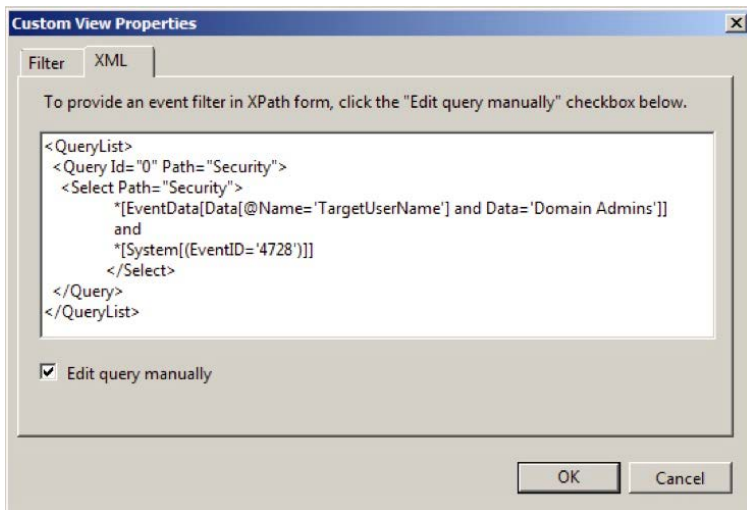 Custom View Properties
Filter XML
To provide an event filter in XPath form, click the "Edit query manually" checkbox below.
<QueryList>
<Query Id="0" Path="Security">
<Select Path="Security">
*[EventData[Data[@Name='TargetUserName'] and Data='Domain Admins']]
and
*[System[(EventID='4728')]]
</Select>
</Query>
</QueryList>
Edit query manually
OK Cancel